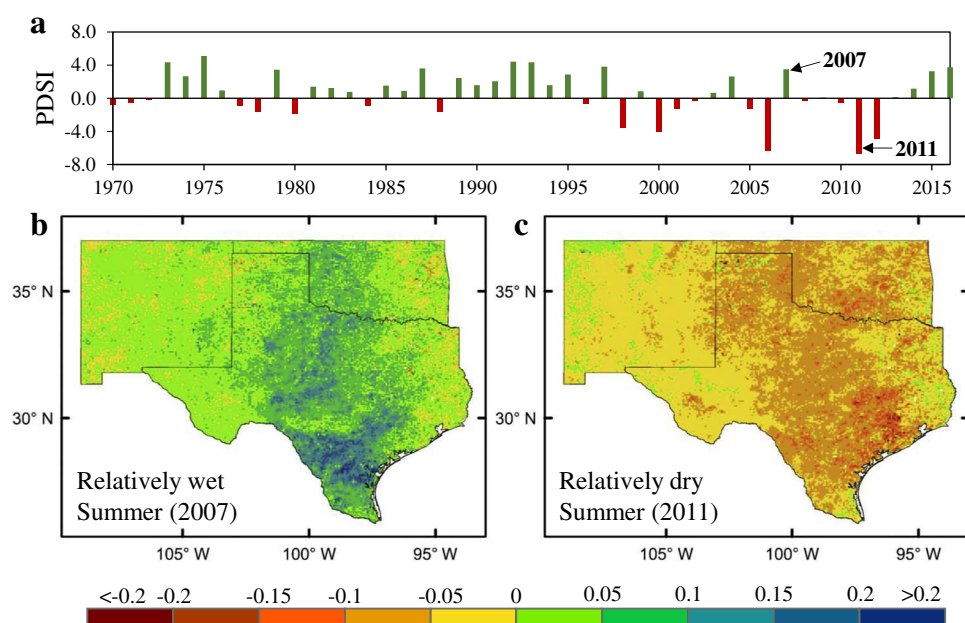 a
8.0
4.0
0.0
-4.0
-8.0
PDSI
2007
2011
1970 1975 1980 1985 1990 1995 2000 2005 2010 2015
b
c
35° N
30° N
35° N
30° N
Relatively wet
Summer (2007)
Relatively dry
Summer (2011)
105° W 100° W 95° W
105° W 100° W 95° W
<-0.2 -0.2 -0.15 -0.1 -0.05 0 0.05 0.1 0.15 0.2 >0.2